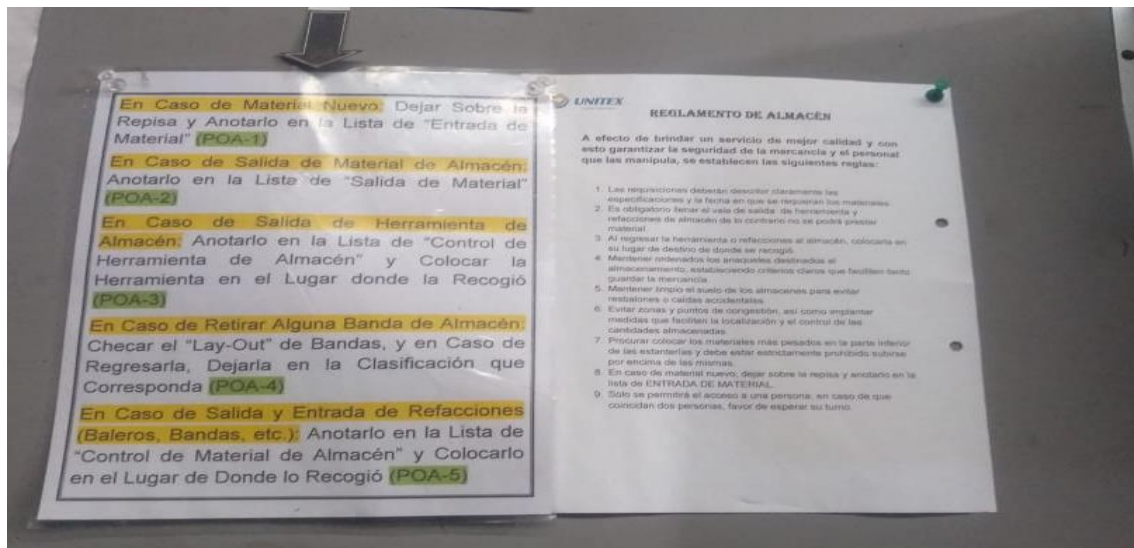 En Caso de Material Nuevo: Dejar Sobre la
Repisa y Anotarlo en la Lista de "Entrada de
Material" (POA-1)
En Caso de Salida de Material de Almacén:
Anotarlo en la Lista de "Salida de Material"
(POA-2)
En Caso de Salida de Herramienta de
Almacén: Anotarlo en la Lista de "Control de
Herramienta de Almacén" y Colocar la
Herramienta en el Lugar donde la Recogió
(POA-3)
En Caso de Retirar Alguna Banda de Almacén:
Checar el "Lay-Out" de Bandas, y en Caso de
Regresarla, Dejarla en la Clasificación que
Corresponda (POA-4)
En Caso de Salida y Entrada de Refacciones
(Baleros, Bandas, etc.): Anotarlo en la Lista de
"Control de Material de Almacén" y Colocarlo
en el Lugar de Donde lo Recogió (POA-5)
UNITEX
REGLAMENTO DE ALMACÉN
A efecto de brindar un servicio de mejor calidad y con
esto garantizar la seguridad de la mercancía y el personal
que las manipula, se establecen las siguientes reglas:
1. Las requisiciones deberán describir claramente las
especificaciones y la fecha en que se requieran los materiales.
2. Es obligatorio llenar el vale de salida de herramienta y
refacciones de almacén de lo contrario no se podrá prestar
material.
3. Al regresar la herramienta o refacciones al almacén, colocarla en
su lugar de destino de donde se recogió.
4. Mantener ordenados los anaqueles destinados al
almacenamiento, estableciendo criterios claros que faciliten tanto
guardar la mercancía.
5. Mantener limpio el suelo de los almacenes para evitar
resbalones o caídas accidentales.
6. Evitar zonas y puntos de congestión, así como implantar
medidas que faciliten la localización y el control de las
cantidades almacenadas.
7. Procurar colocar los materiales más pesados en la parte inferior
de las estanterías y debe estar estrictamente prohibido subirse
por encima de las mismas.
8. En caso de material nuevo; dejar sobre la repisa y anotarlo en la
lista de ENTRADA DE MATERIAL.
9. Solo se permitirá el acceso a una persona, en caso de que
coincidan dos personas, favor de esperar su turno.